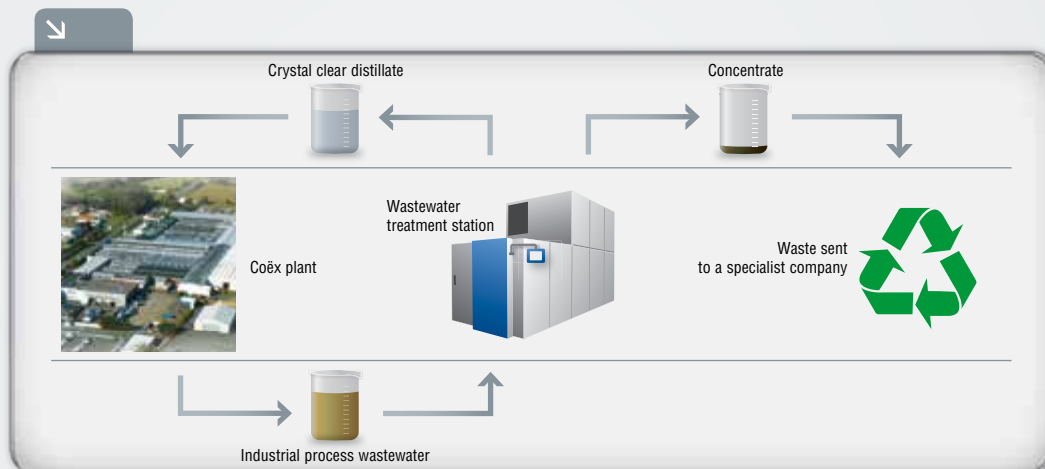 Crystal clear distillate
Concentrate
Wastewater
treatment station
Coëx plant
Waste sent
to a specialist company
Industrial process wastewater